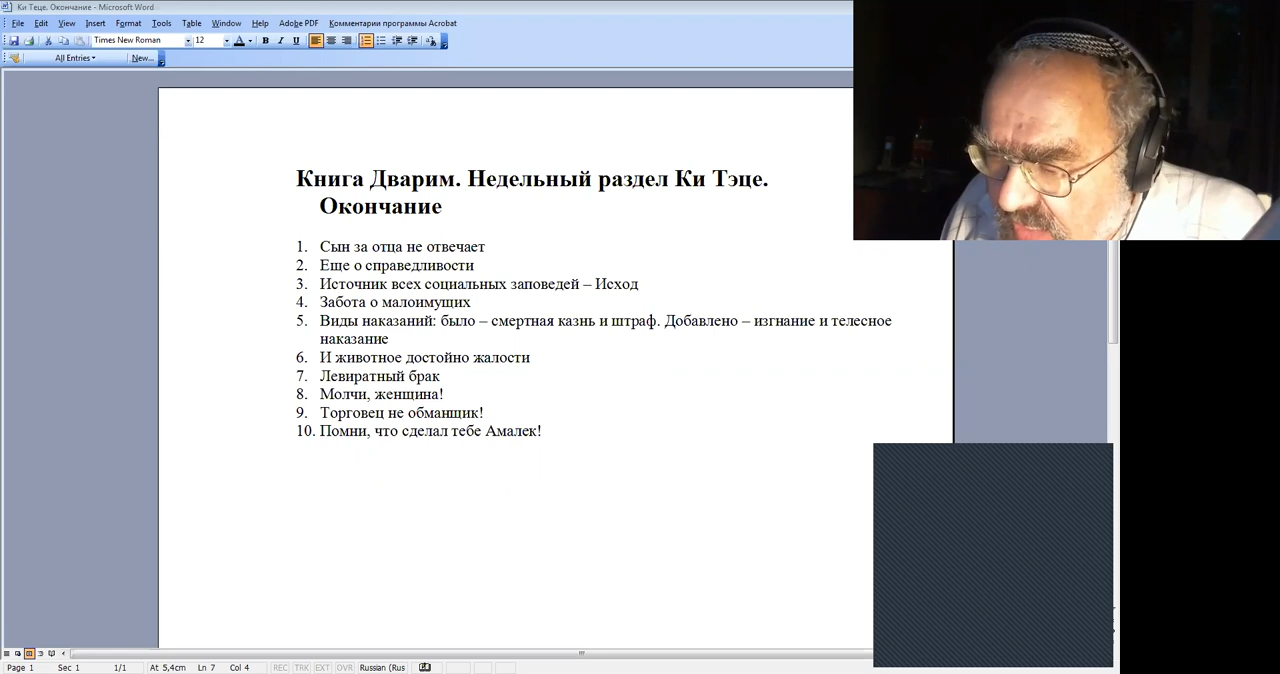 Ки Теце. Окончание - Microsoft Word
File Edit View Insert Format Tools Table Window Help Adobe PDF Комментарии программы Acrobat
Times New Roman 12 A B I U
All Entries New...
Книга Дварим. Недельный раздел Ки Тэце.
Окончание
1. Сын за отца не отвечает
2. Еще о справедливости
3. Источник всех социальных заповедей – Исход
4. Забота о малоимущих
5. Виды наказаний: было – смертная казнь и штраф. Добавлено – изгнание и телесное
наказание
6. И животное достойно жалости
7. Левиратный брак
8. Молчи, женщина!
9. Торговец не обманщик!
10. Помни, что сделал тебе Амалек!
Page 1 Sec 1 1/1 At 5,4cm Ln 7 Col 4 REC TRK EXT OVR Russian (Rus